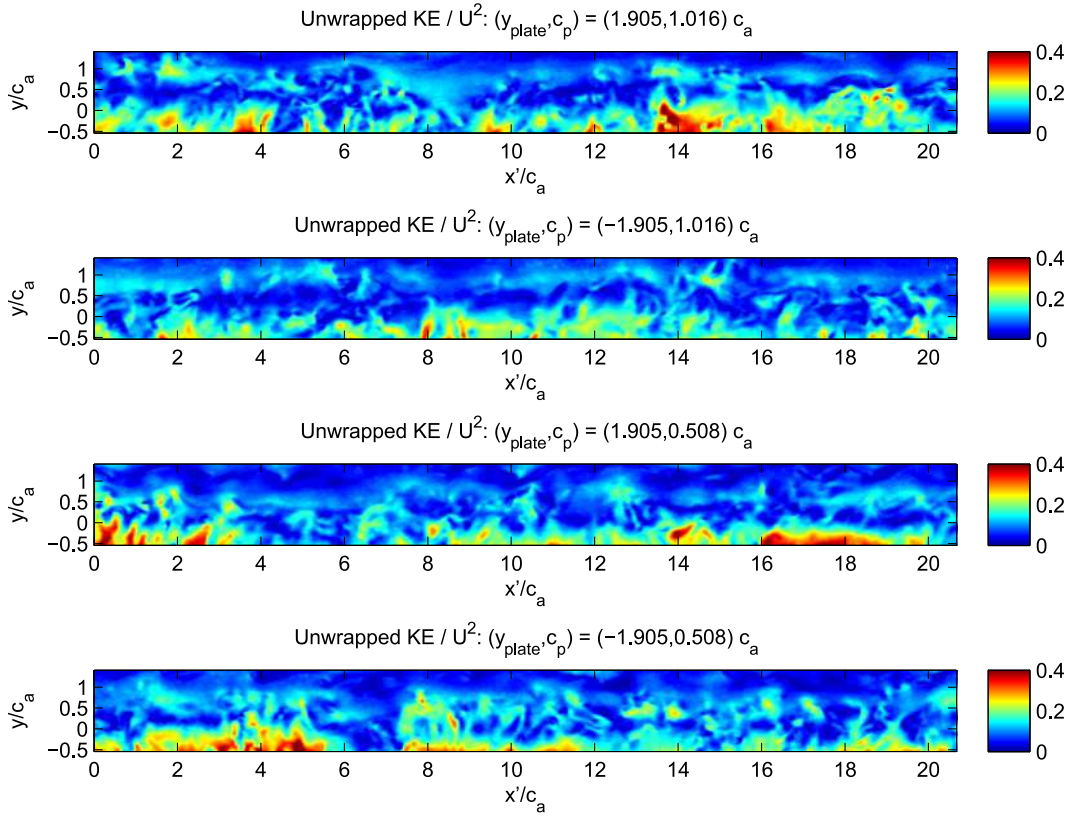 Unwrapped KE / U²: (y_plate,c_p) = (1.905,1.016) c_a
y/c_a
1
0.5
0
−0.5
0 2 4 6 8 10 12 14 16 18 20
x'/c_a
0.4
0.2
0
Unwrapped KE / U²: (y_plate,c_p) = (−1.905,1.016) c_a
y/c_a
1
0.5
0
−0.5
0 2 4 6 8 10 12 14 16 18 20
x'/c_a
0.4
0.2
0
Unwrapped KE / U²: (y_plate,c_p) = (1.905,0.508) c_a
y/c_a
1
0.5
0
−0.5
0 2 4 6 8 10 12 14 16 18 20
x'/c_a
0.4
0.2
0
Unwrapped KE / U²: (y_plate,c_p) = (−1.905,0.508) c_a
y/c_a
1
0.5
0
−0.5
0 2 4 6 8 10 12 14 16 18 20
x'/c_a
0.4
0.2
0